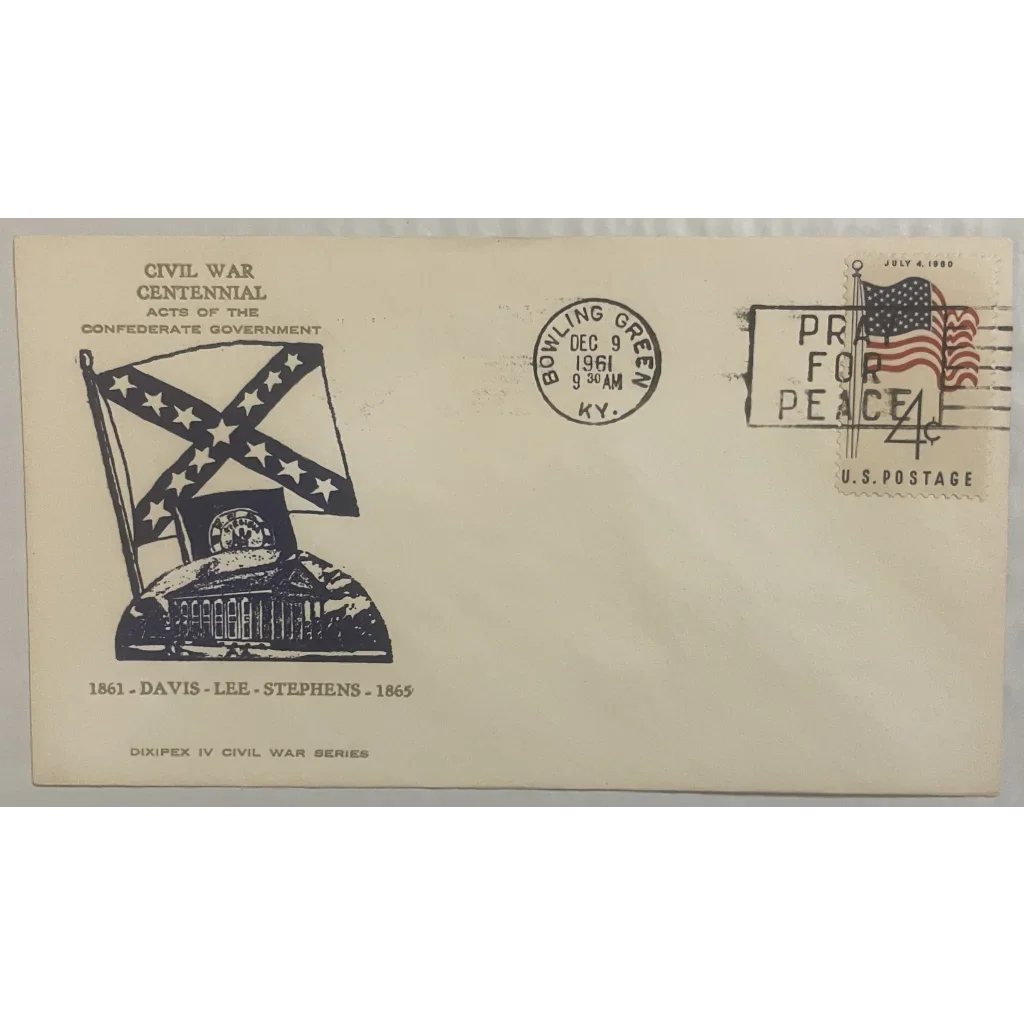 CIVIL WAR
CENTENNIAL
ACTS OF THE
CONFEDERATE GOVERNMENT
1861 - DAVIS - LEE - STEPHENS - 1865
DIXIPEX IV CIVIL WAR SERIES
BOWLING GREEN
DEC 9
1961
9 30 AM
KY.
PRAY
FOR
PEACE
JULY 4, 1960
4¢
U.S. POSTAGE